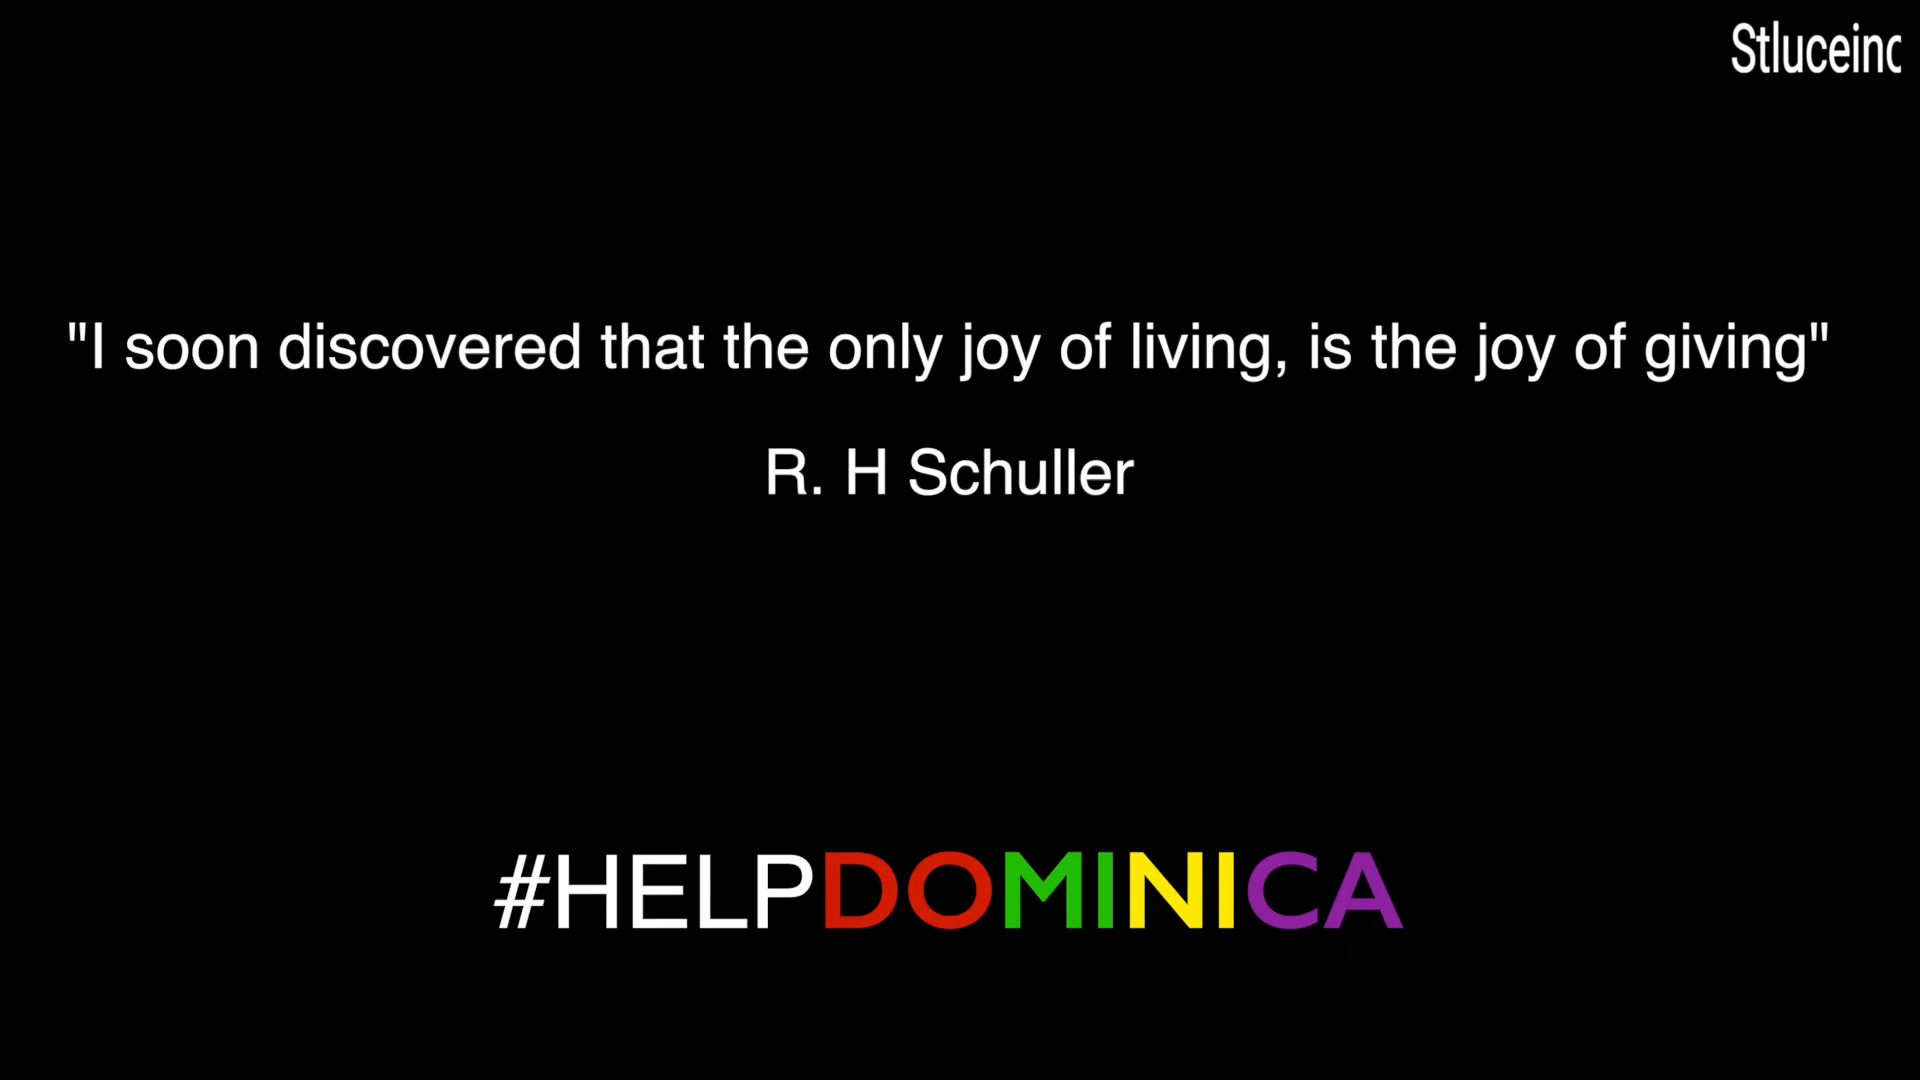 Stluceinc
"I soon discovered that the only joy of living, is the joy of giving"
R. H Schuller
#HELPDOMINICA